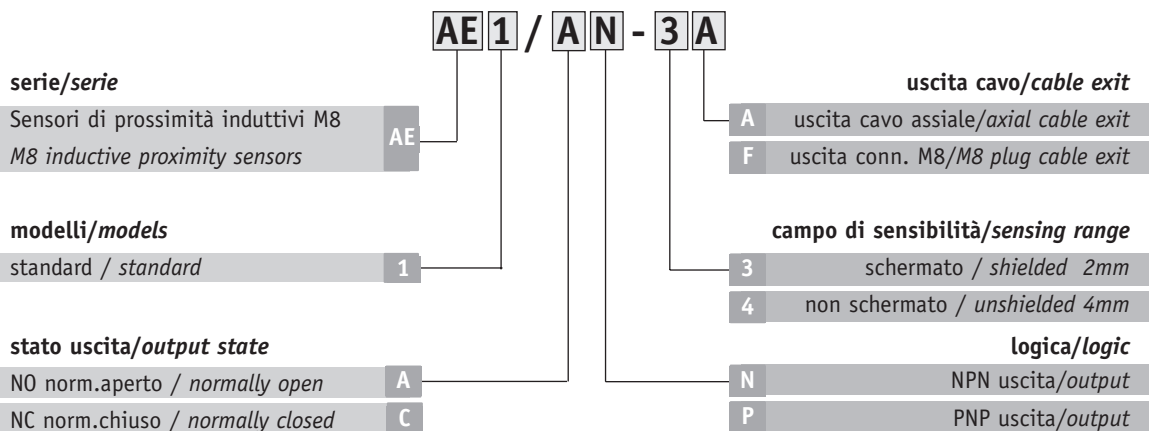 AE 1 / A N - 3 A
serie/serie
Sensori di prossimità induttivi M8
M8 inductive proximity sensors
AE
modelli/models
standard / standard 1
stato uscita/output state
NO norm.aperto / normally open A
NC norm.chiuso / normally closed C
uscita cavo/cable exit
A uscita cavo assiale/axial cable exit
F uscita conn. M8/M8 plug cable exit
campo di sensibilità/sensing range
3 schermato / shielded 2mm
4 non schermato / unshielded 4mm
logica/logic
N NPN uscita/output
P PNP uscita/output